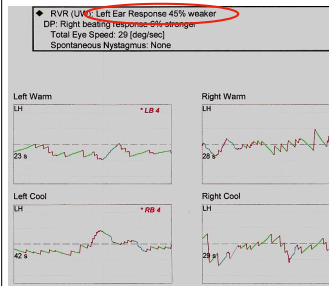 ◆ RVR (UW): Left Ear Response 45% weaker
DP: Right beating response 6% stronger
Total Eye Speed: 29 [deg/sec]
Spontaneous Nystagmus: None
Left Warm
Right Warm
LH
* LB 4
LH
23 s
28 s
Left Cool
Right Cool
LH
* RB 4
LH
42 s
29 s